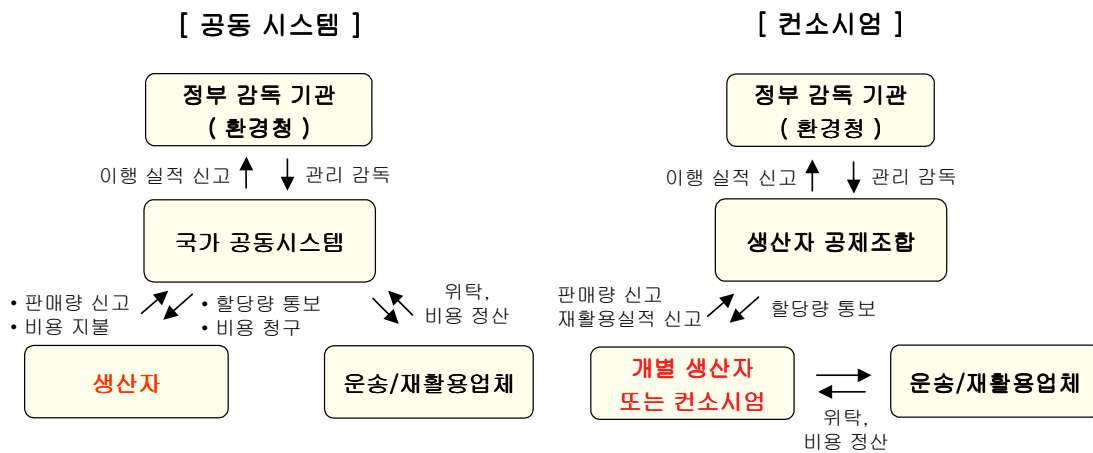 [ 공동 시스템 ]
정부 감독 기관
( 환경청 )
이행 실적 신고
관리 감독
국가 공동시스템
• 판매량 신고
• 비용 지불
• 할당량 통보
• 비용 청구
위탁,
비용 정산
생산자
운송/재활용업체
[ 컨소시엄 ]
정부 감독 기관
( 환경청 )
이행 실적 신고
관리 감독
생산자 공제조합
판매량 신고
재활용실적 신고
할당량 통보
개별 생산자
또는 컨소시엄
운송/재활용업체
위탁,
비용 정산